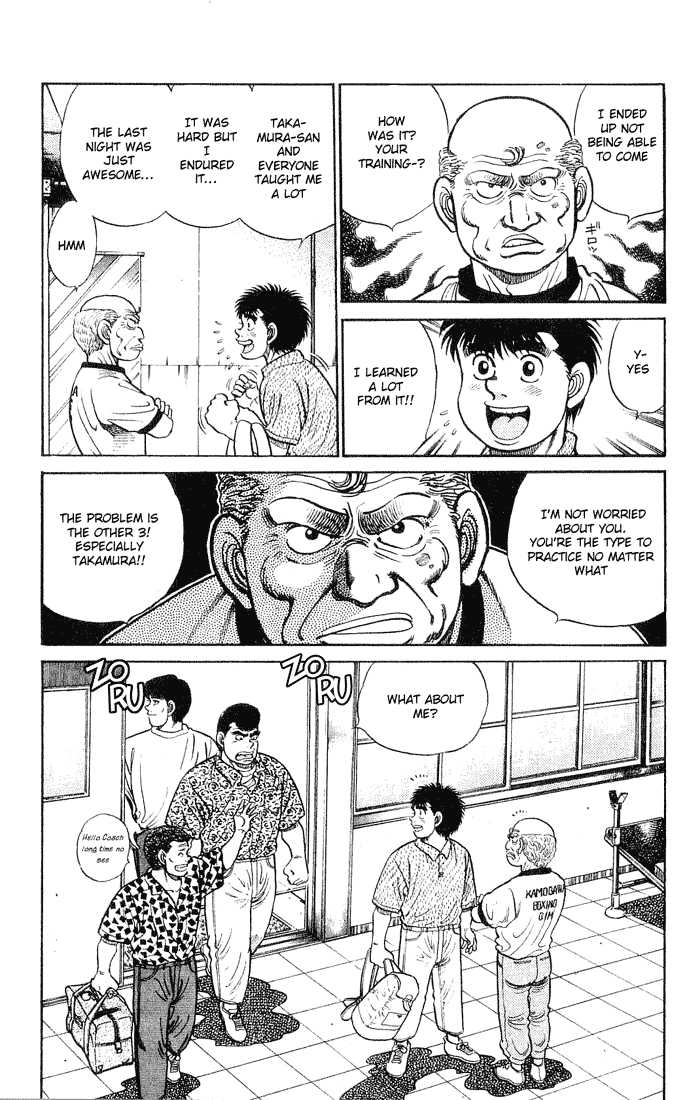 I ENDED
UP NOT
BEING ABLE
TO COME
HOW
WAS IT?
YOUR
TRAINING-?
ギロッ
Y-
YES
I LEARNED
A LOT
FROM IT!!
TAKA-
MURA-SAN
AND
EVERYONE
TAUGHT ME
A LOT
IT WAS
HARD BUT
I
ENDURED
IT...
THE LAST
NIGHT WAS
JUST
AWESOME...
HMM
I'M NOT WORRIED
ABOUT YOU.
YOU'RE THE TYPE TO
PRACTICE NO MATTER
WHAT
THE PROBLEM IS
THE OTHER 3!
ESPECIALLY
TAKAMURA!!
WHAT ABOUT
ME?
ZO
RU
ZO
RU
Hello Coach
long time no
see
KAMOGAWA
BOXING
GIM